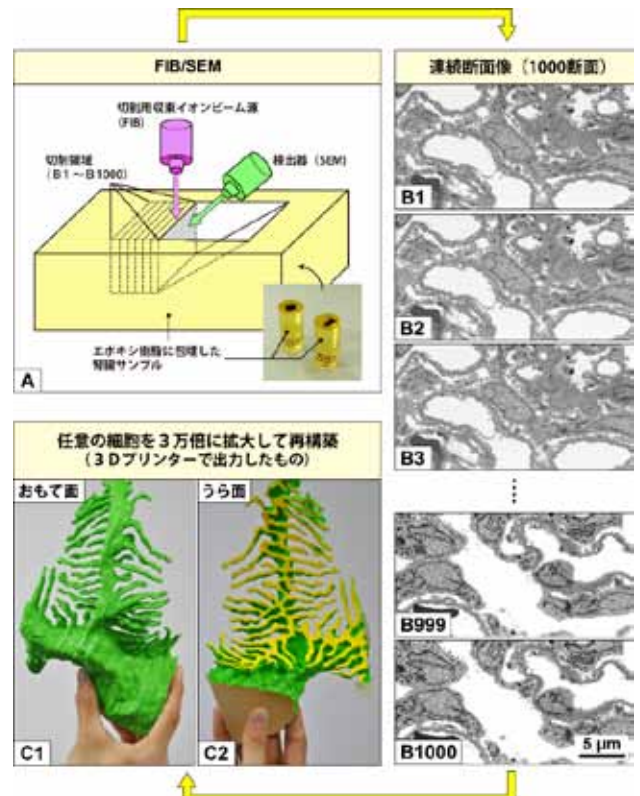 FIB/SEM
切削用収束イオンビーム源
(FIB)
切削領域
(B1〜B1000)
検出器 (SEM)
エポキシ樹脂に包埋した
腎臓サンプル
A
連続断面像（1000断面）
B1
B2
B3
B999
B1000
5 μm
任意の細胞を３万倍に拡大して再構築
（３Dプリンターで出力したもの）
おもて面
うら面
C1
C2